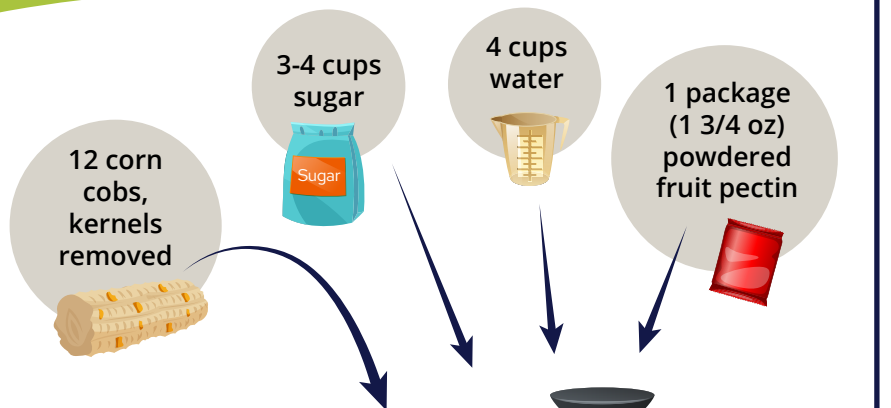 12 corn
cobs,
kernels
removed
3-4 cups
sugar
Sugar
4 cups
water
1 package
(1 3/4 oz)
powdered
fruit pectin